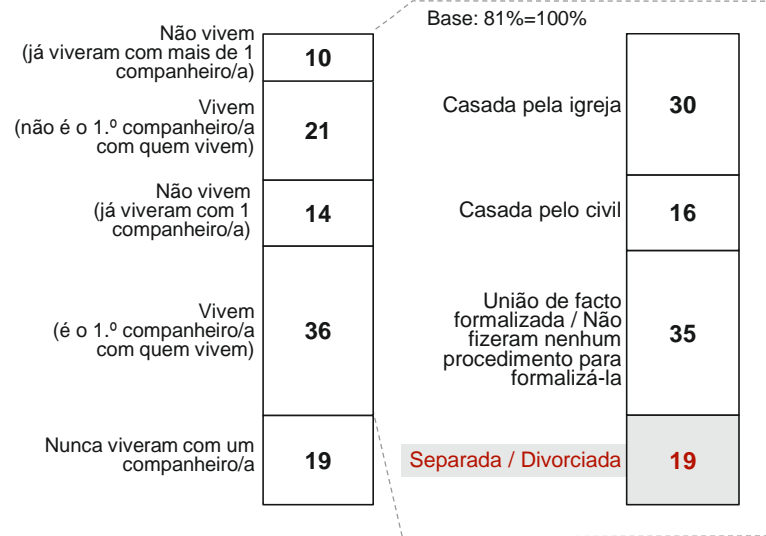 Base: 81%=100%
Não vivem
(já viveram com mais de 1
companheiro/a)
10
Vivem
(não é o 1.º companheiro/a
com quem vivem)
21
Não vivem
(já viveram com 1
companheiro/a)
14
Vivem
(é o 1.º companheiro/a
com quem vivem)
36
Nunca viveram com um
companheiro/a
19
Casada pela igreja
30
Casada pelo civil
16
União de facto
formalizada / Não
fizeram nenhum
procedimento para
formalizá-la
35
Separada / Divorciada
19